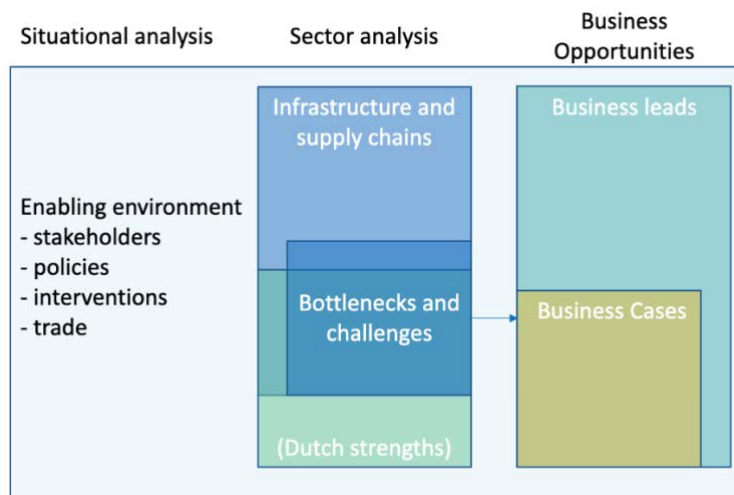 Situational analysis
Sector analysis
Business
Opportunities
Enabling environment
- stakeholders
- policies
- interventions
- trade
Infrastructure and
supply chains
Bottlenecks and
challenges
(Dutch strengths)
Business leads
Business Cases